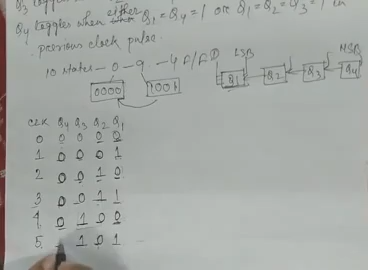 Q4 toggles when either Q1 = Q4 = 1 or Q1 = Q2 = Q3 = 1 in
previous clock pulse.
10 states - 0 - 9 - 4 F/F
LSB MSB
0000 1001 Q1 Q2 Q3 Q4
CLK Q4 Q3 Q2 Q1
0 0 0 0 0
1 0 0 0 1
2 0 0 1 0
3 0 0 1 1
4 0 1 0 0
5. 1 0 1